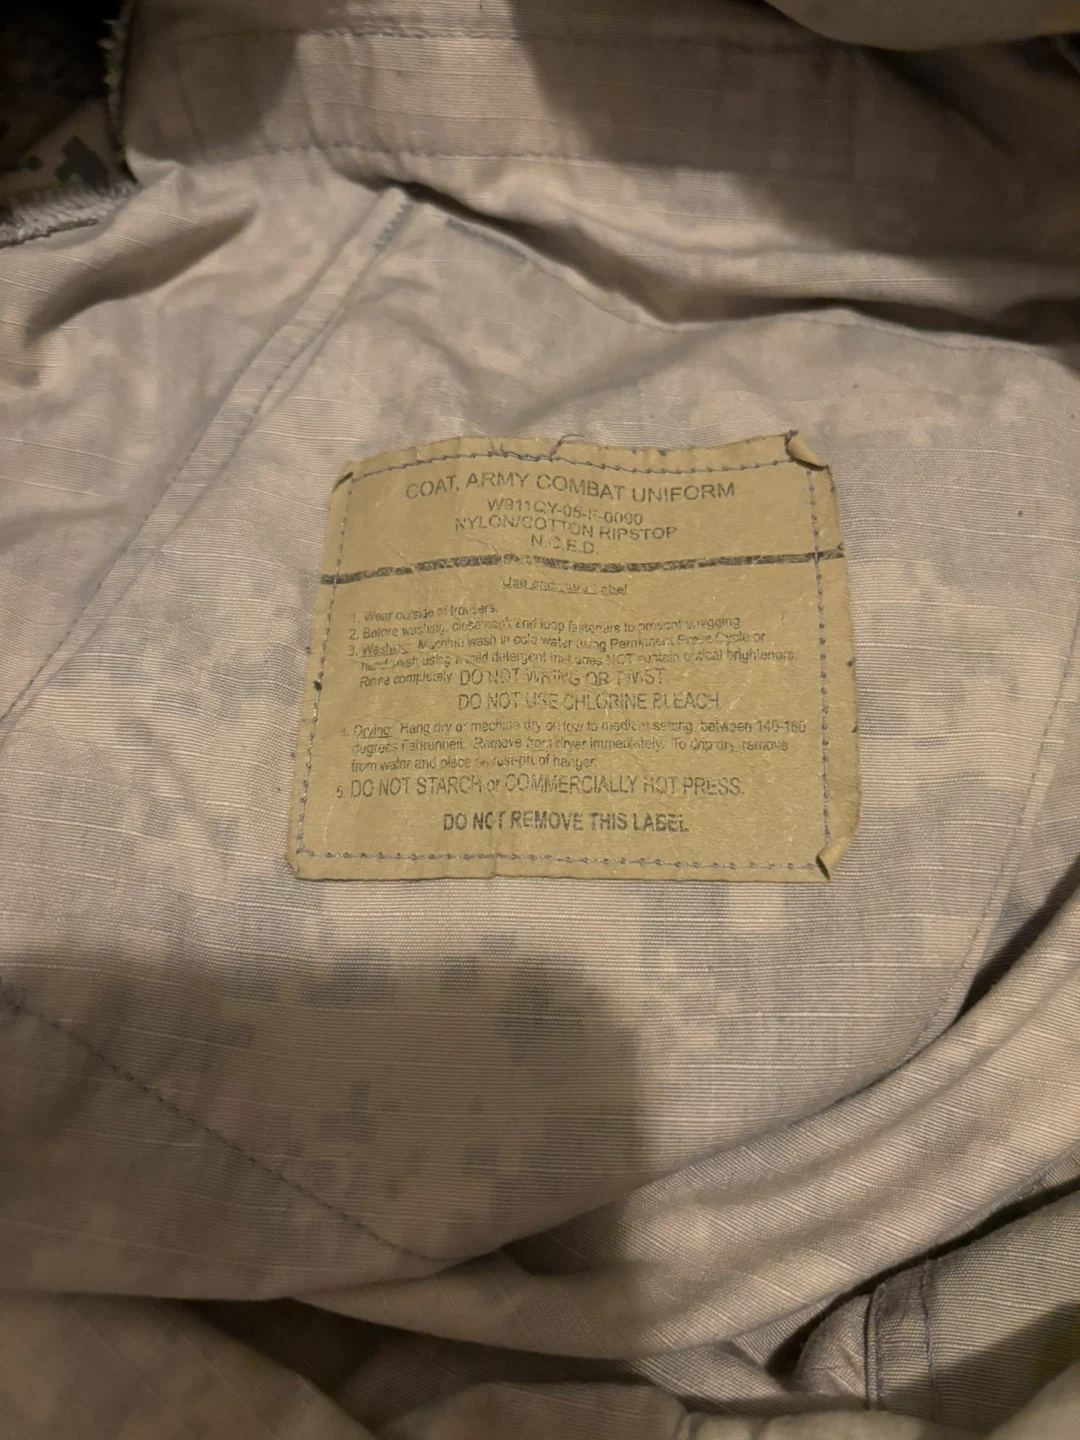 COAT, ARMY COMBAT UNIFORM
W911QY-05-F-0090
NYLON/COTTON RIPSTOP
N.C.E.D.
Use and Label
1. Wear outside of trousers.
2. Before washing, close hook and loop fasteners to prevent snagging
3. Washing: Machine wash in cold water using Permanent Press Cycle or
hand wash using a mild detergent that does NOT contain optical brighteners.
Rinse completely. DO NOT WRING OR TWIST.
DO NOT USE CHLORINE BLEACH.
4. Drying: Hang dry or machine dry on low to medium setting, between 140-160
degrees Fahrenheit. Remove from dryer immediately. To drip dry, remove
from water and place on rust-proof hanger.
5. DO NOT STARCH or COMMERCIALLY HOT PRESS.
DO NOT REMOVE THIS LABEL